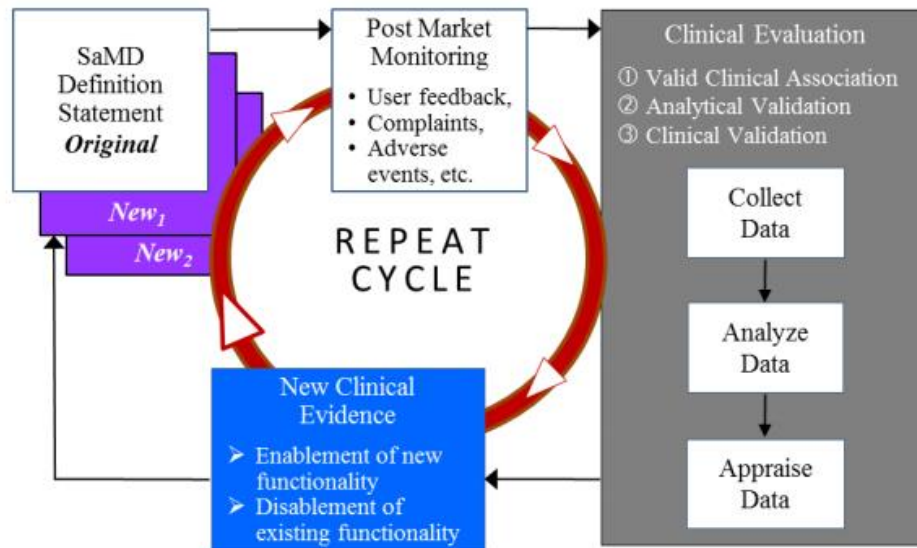 SaMD
Definition
Statement
Original
New1
New2
Post Market
Monitoring
• User feedback,
• Complaints,
• Adverse
events, etc.
Clinical Evaluation
① Valid Clinical Association
② Analytical Validation
③ Clinical Validation
Collect
Data
Analyze
Data
Appraise
Data
REPEAT
CYCLE
New Clinical
Evidence
➢ Enablement of new
functionality
➢ Disablement of
existing functionality